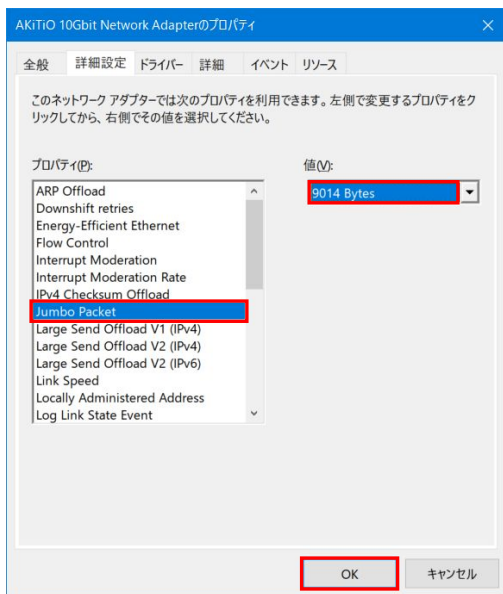 AKiTiO 10Gbit Network Adapterのプロパティ
全般 詳細設定 ドライバー 詳細 イベント リソース
このネットワーク アダプターでは次のプロパティを利用できます。左側で変更するプロパティをク
リックしてから、右側でその値を選択してください。
プロパティ(P): 値(V):
ARP Offload 9014 Bytes
Downshift retries
Energy-Efficient Ethernet
Flow Control
Interrupt Moderation
Interrupt Moderation Rate
IPv4 Checksum Offload
Jumbo Packet
Large Send Offload V1 (IPv4)
Large Send Offload V2 (IPv4)
Large Send Offload V2 (IPv6)
Link Speed
Locally Administered Address
Log Link State Event
OK キャンセル